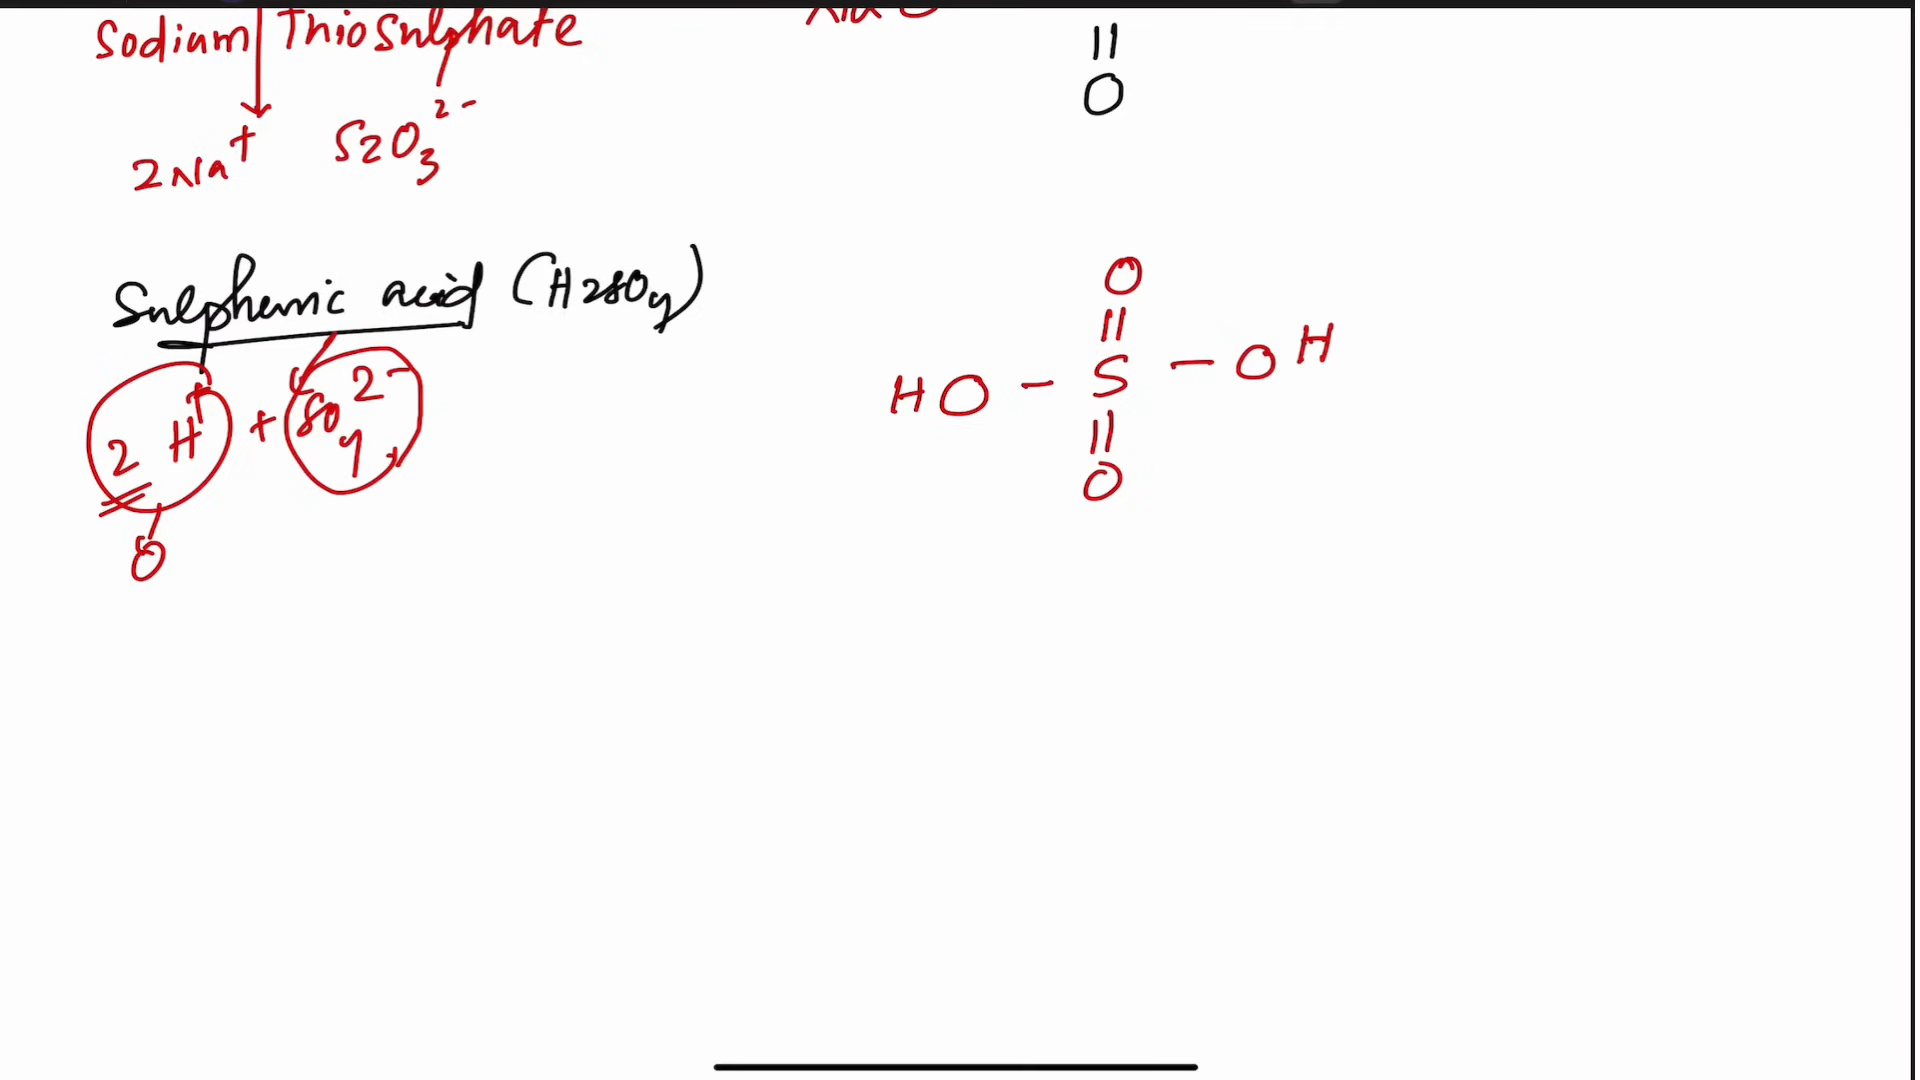 Sodium Thiosulphate
2Na+ S2O3 2-
Sulphuric acid (H2SO4)
2 H+ + SO4 2-
O
||
O
O
||
HO - S - OH
||
O